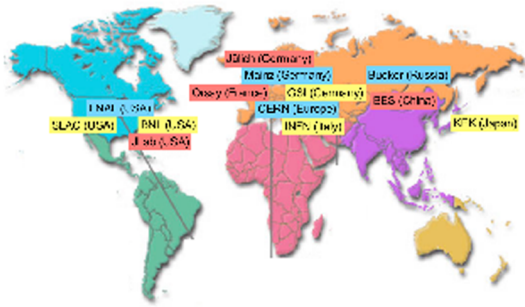 Jülich (Germany)
Mainz (Germany)
Budker (Russia)
Orsay (France)
GSI (Germany)
BES (China)
FNAL (USA)
CERN (Europe)
SLAC (USA)
BNL (USA)
INFN (Italy)
KEK (Japan)
JLab (USA)